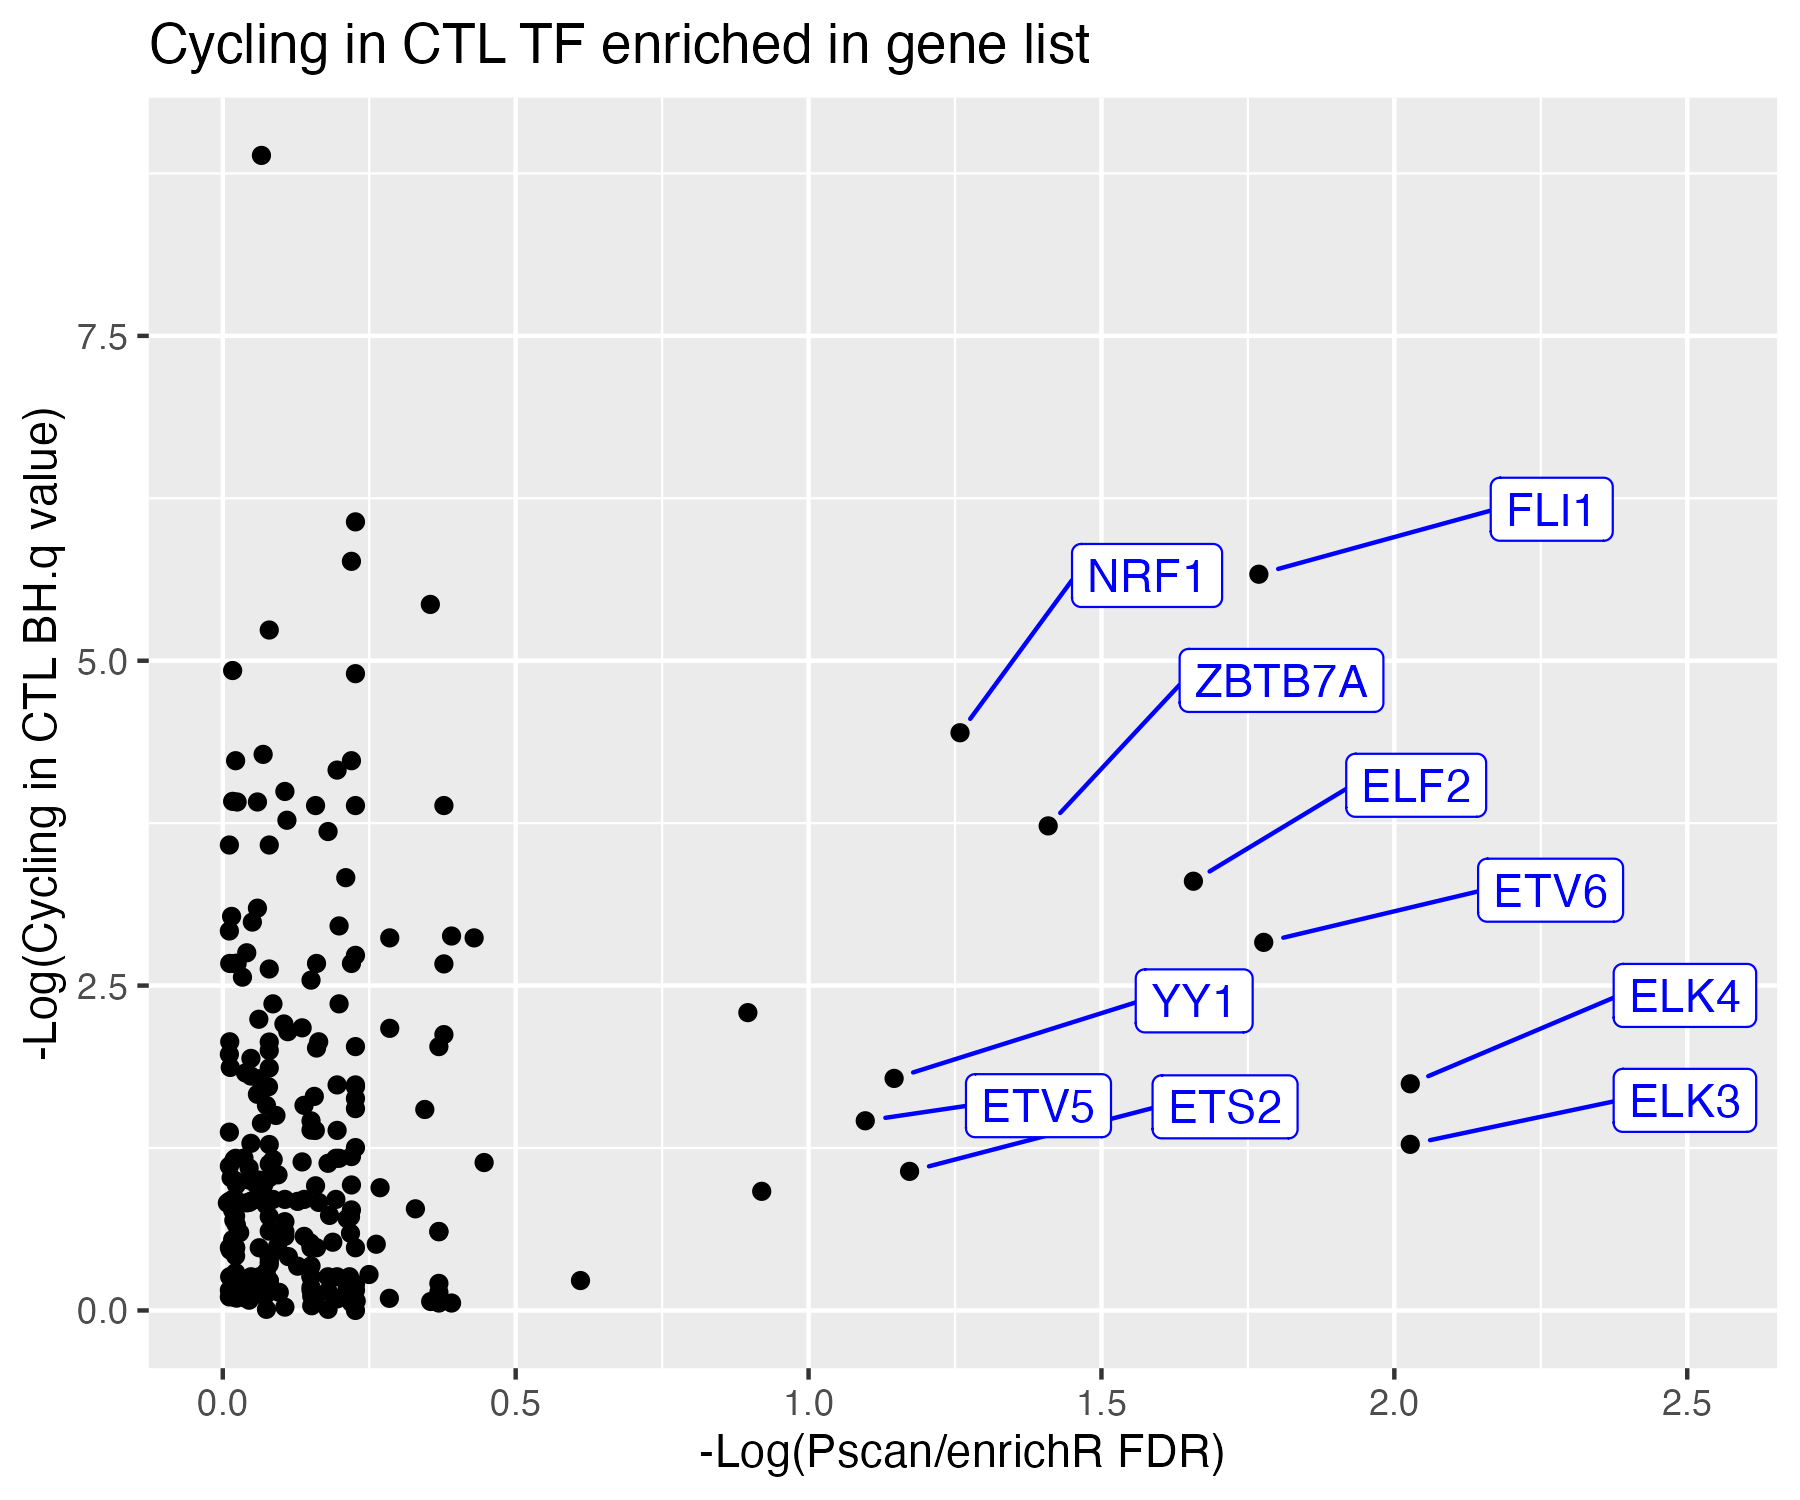 Cycling in CTL TF enriched in gene list
-Log(Cycling in CTL BH.q value)
7.5
5.0
2.5
0.0
FLI1
NRF1
ZBTB7A
ELF2
ETV6
YY1
ELK4
ETV5
ETS2
ELK3
0.0 0.5 1.0 1.5 2.0 2.5
-Log(Pscan/enrichR FDR)